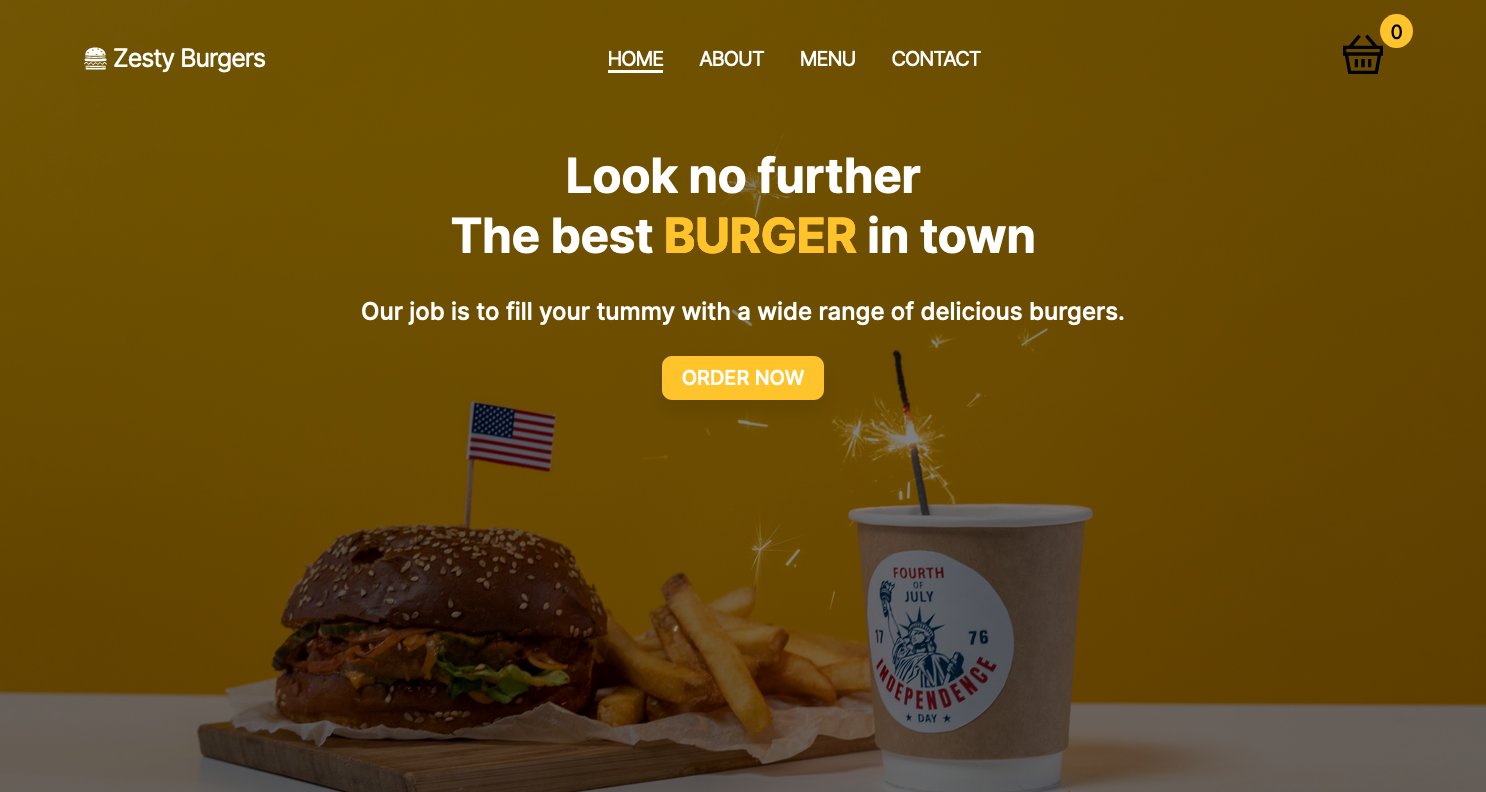 Zesty Burgers
HOME ABOUT MENU CONTACT
0
Look no further
The best BURGER in town
Our job is to fill your tummy with a wide range of delicious burgers.
ORDER NOW
FOURTH
OF
JULY
17 76
INDEPENDENCE
DAY